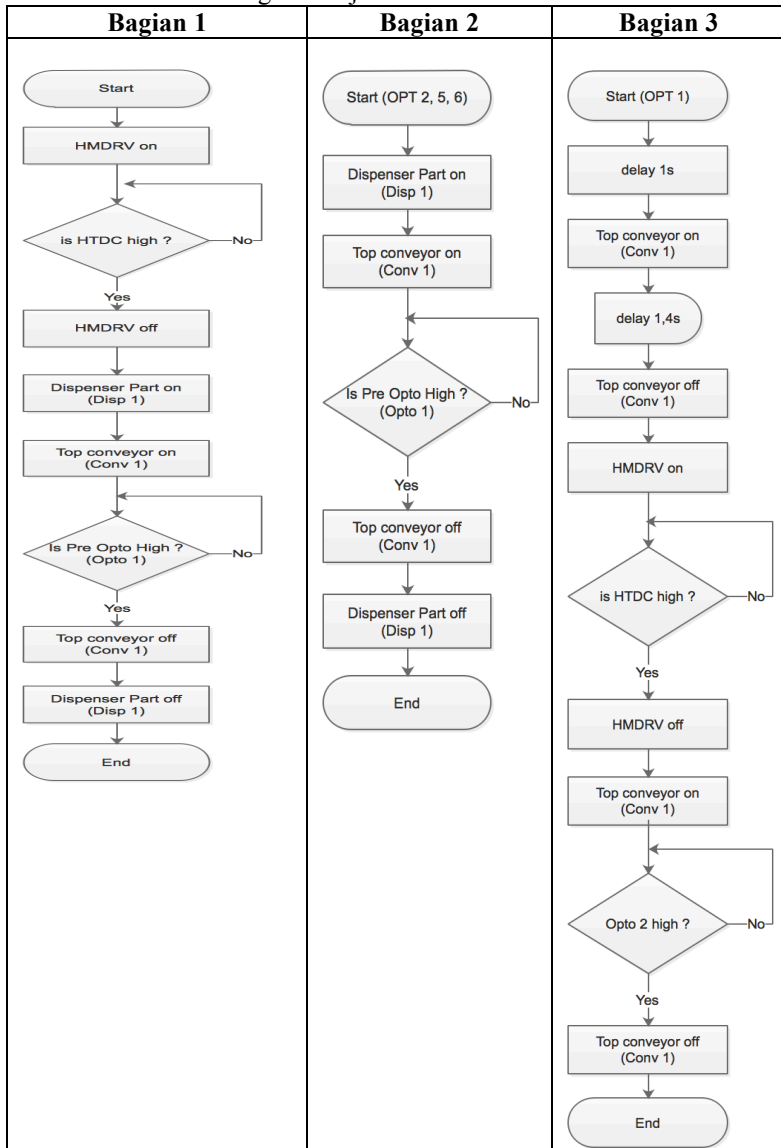 Bagian 1
Bagian 2
Bagian 3
Start
HMDRV on
is HTDC high ?
No
Yes
HMDRV off
Dispenser Part on
(Disp 1)
Top conveyor on
(Conv 1)
Is Pre Opto High ?
(Opto 1)
No
Yes
Top conveyor off
(Conv 1)
Dispenser Part off
(Disp 1)
End
Start (OPT 2, 5, 6)
Dispenser Part on
(Disp 1)
Top conveyor on
(Conv 1)
Is Pre Opto High ?
(Opto 1)
No
Yes
Top conveyor off
(Conv 1)
Dispenser Part off
(Disp 1)
End
Start (OPT 1)
delay 1s
Top conveyor on
(Conv 1)
delay 1,4s
Top conveyor off
(Conv 1)
HMDRV on
is HTDC high ?
No
Yes
HMDRV off
Top conveyor on
(Conv 1)
Opto 2 high ?
No
Yes
Top conveyor off
(Conv 1)
End